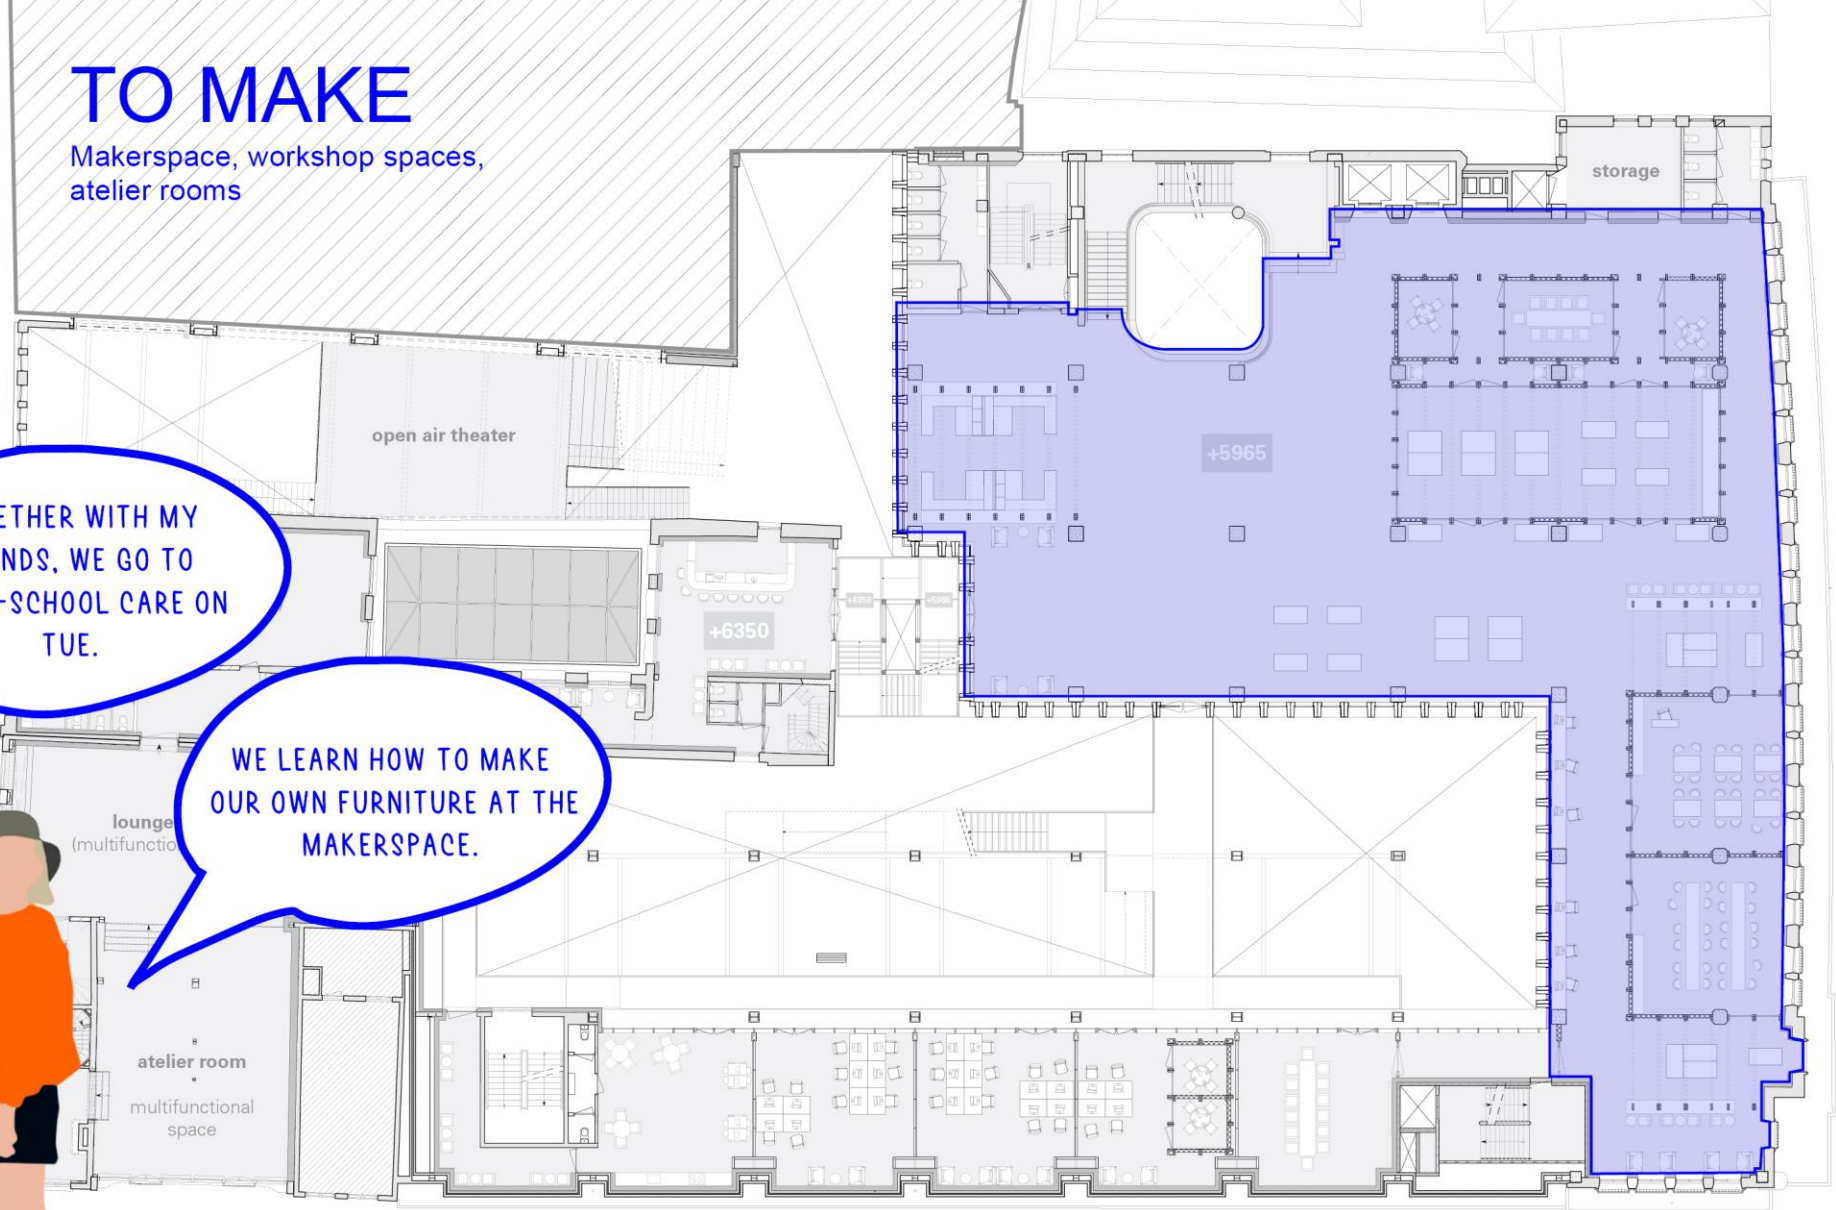 TO MAKE
Makerspace, workshop spaces,
atelier rooms
storage
open air theater
+5965
ETHER WITH MY
NDS, WE GO TO
-SCHOOL CARE ON
TUE.
+6350
+6350
+5965
WE LEARN HOW TO MAKE
OUR OWN FURNITURE AT THE
MAKERSPACE.
lounge
(multifunctio
atelier room
multifunctional
space